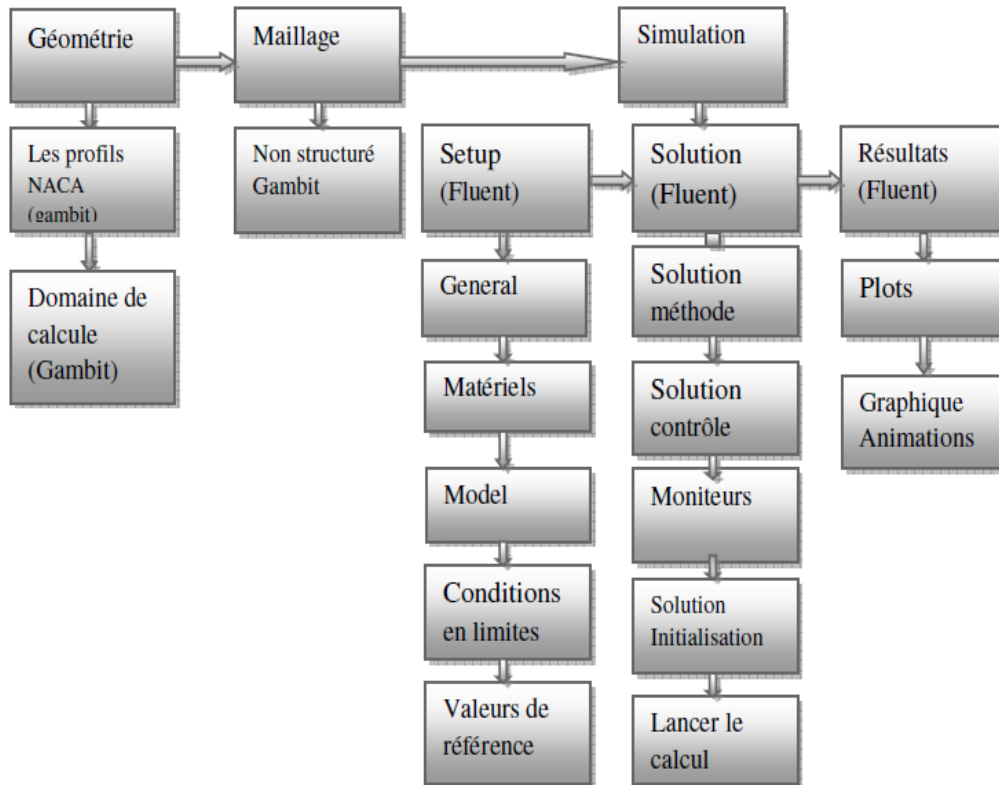 Géométrie
Maillage
Simulation
Les profils
NACA
(gambit)
Non structuré
Gambit
Setup
(Fluent)
Solution
(Fluent)
Résultats
(Fluent)
Domaine de
calcule
(Gambit)
General
Solution
méthode
Plots
Matériels
Solution
contrôle
Graphique
Animations
Model
Moniteurs
Conditions
en limites
Solution
Initialisation
Valeurs de
référence
Lancer le
calcul